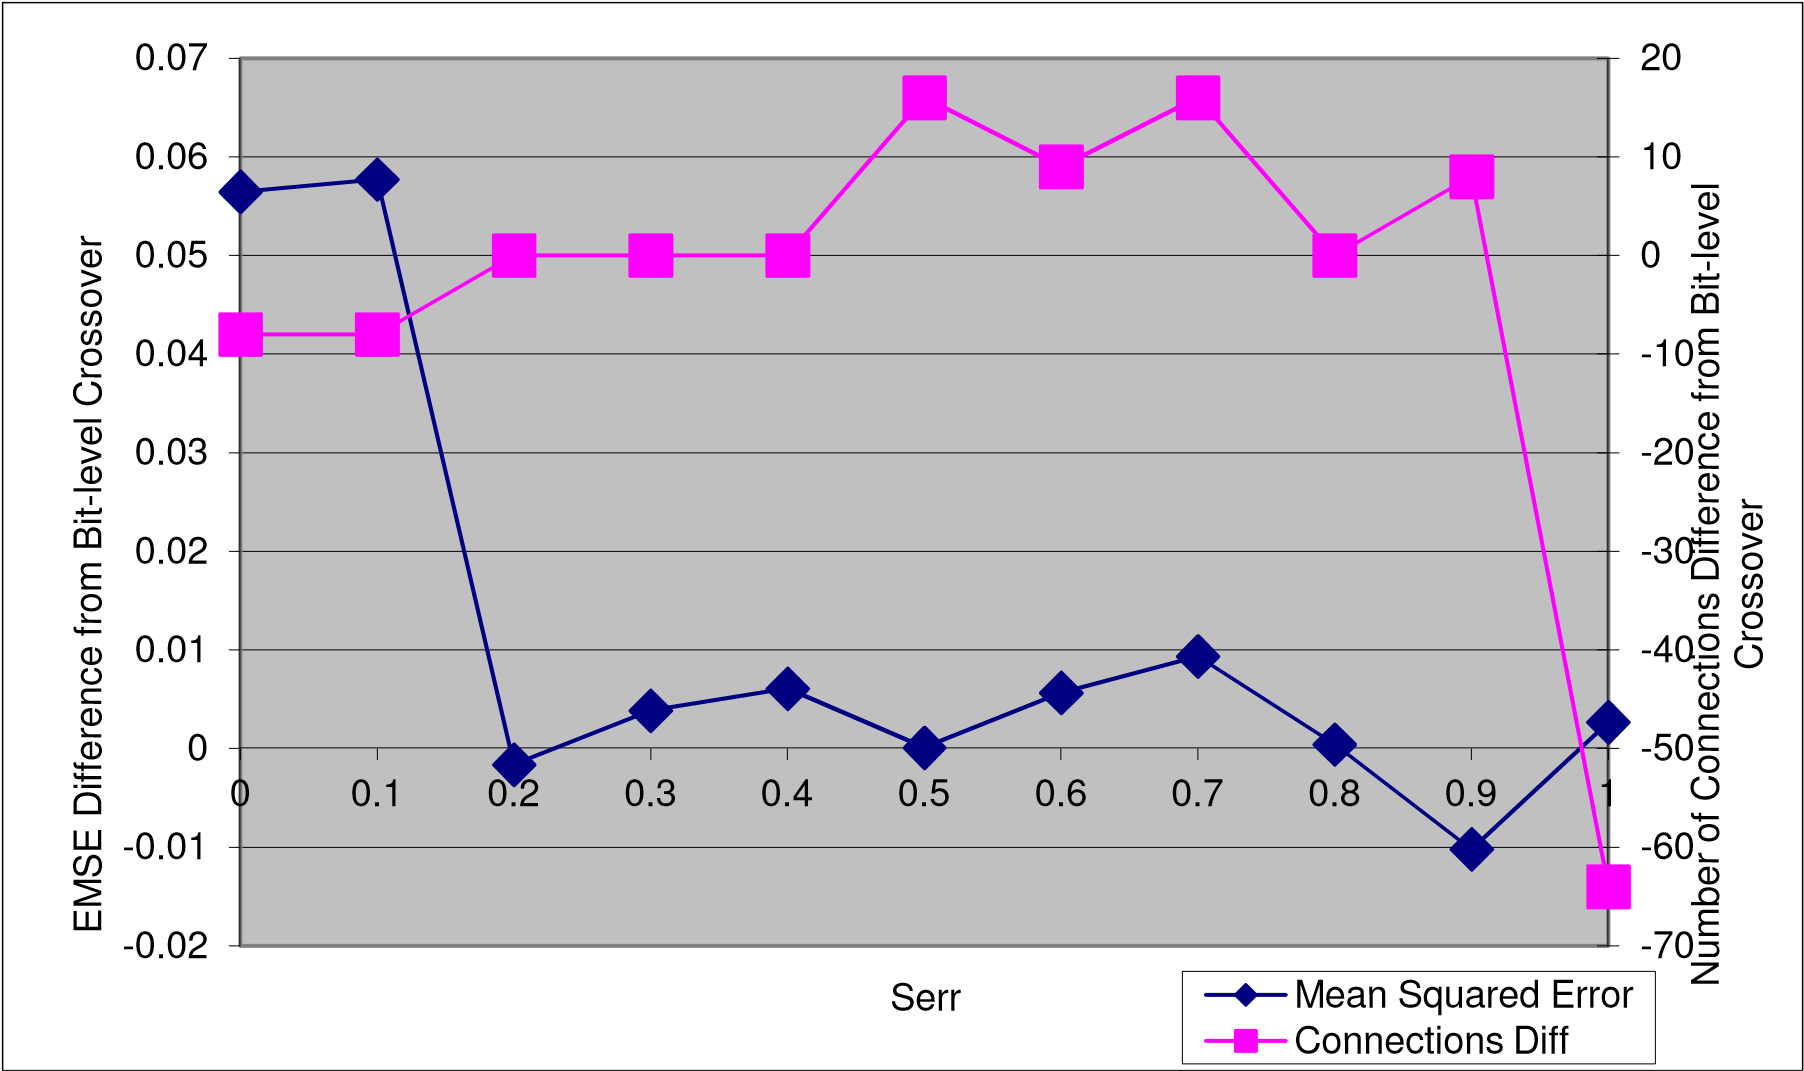 0.07
0.06
0.05
0.04
0.03
0.02
0.01
0
-0.01
-0.02
EMSE Difference from Bit-level Crossover
0 0.1 0.2 0.3 0.4 0.5 0.6 0.7 0.8 0.9 1
Serr
20
10
0
-10
-20
-30
-40
-50
-60
-70
Number of Connections Difference from Bit-level
Crossover
Mean Squared Error
Connections Diff